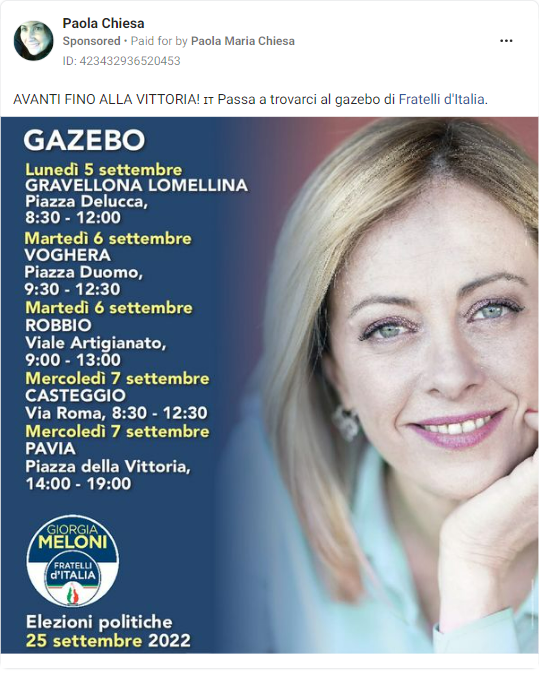 Paola Chiesa
Sponsored • Paid for by Paola Maria Chiesa
ID: 423432936520453
AVANTI FINO ALLA VITTORIA! IT Passa a trovarci al gazebo di Fratelli d'Italia.
GAZEBO
Lunedì 5 settembre
GRAVELLONA LOMELLINA
Piazza Delucca,
8:30 - 12:00
Martedì 6 settembre
VOGHERA
Piazza Duomo,
9:30 - 12:30
Martedì 6 settembre
ROBBIO
Viale Artigianato,
9:00 - 13:00
Mercoledì 7 settembre
CASTEGGIO
Via Roma, 8:30 - 12:30
Mercoledì 7 settembre
PAVIA
Piazza della Vittoria,
14:00 - 19:00
GIORGIA
MELONI
FRATELLI
d'ITALIA
Elezioni politiche
25 settembre 2022